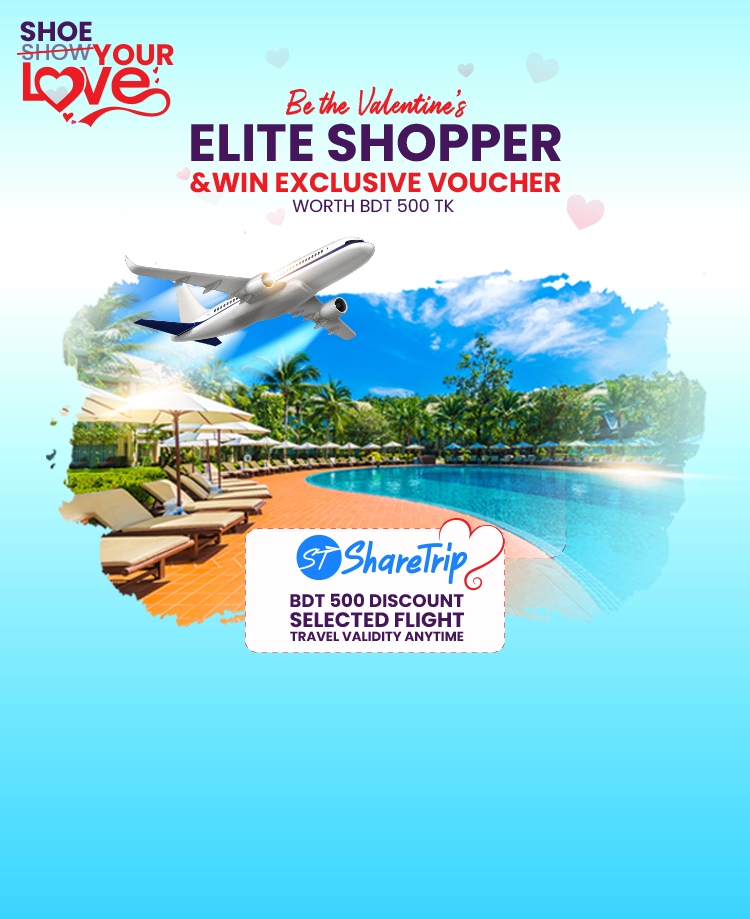 SHOE
SHOW YOUR
Love
Be the Valentine's
ELITE SHOPPER
&WIN EXCLUSIVE VOUCHER
WORTH BDT 500 TK
ST ShareTrip
BDT 500 DISCOUNT
SELECTED FLIGHT
TRAVEL VALIDITY ANYTIME